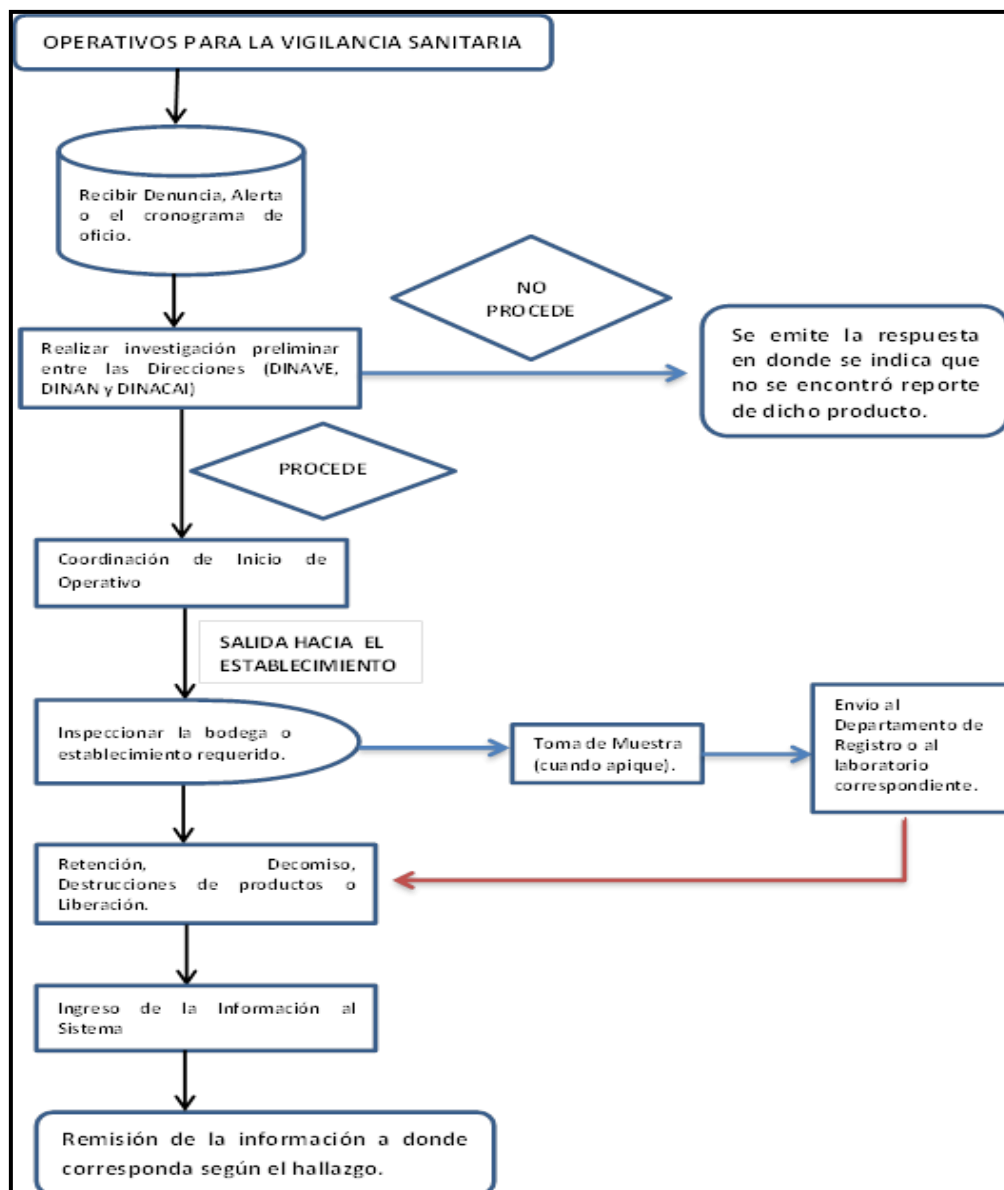 OPERATIVOS PARA LA VIGILANCIA SANITARIA
Recibir Denuncia, Alerta
o el cronograma de
oficio.
NO
PROCEDE
Realizar investigación preliminar
entre las Direcciones (DINAVE,
DINAN y DINACAI)
Se emite la respuesta
en donde se indica que
no se encontró reporte
de dicho producto.
PROCEDE
Coordinación de Inicio de
Operativo
SALIDA HACIA EL
ESTABLECIMIENTO
Inspeccionar la bodega o
establecimiento requerido.
Toma de Muestra
(cuando apique).
Envio al
Departamento de
Registro o al
laboratorio
correspondiente.
Retención, Decomiso,
Destrucciones de productos o
Liberación.
Ingreso de la Información al
Sistema
Remisión de la información a donde
corresponda según el hallazgo.